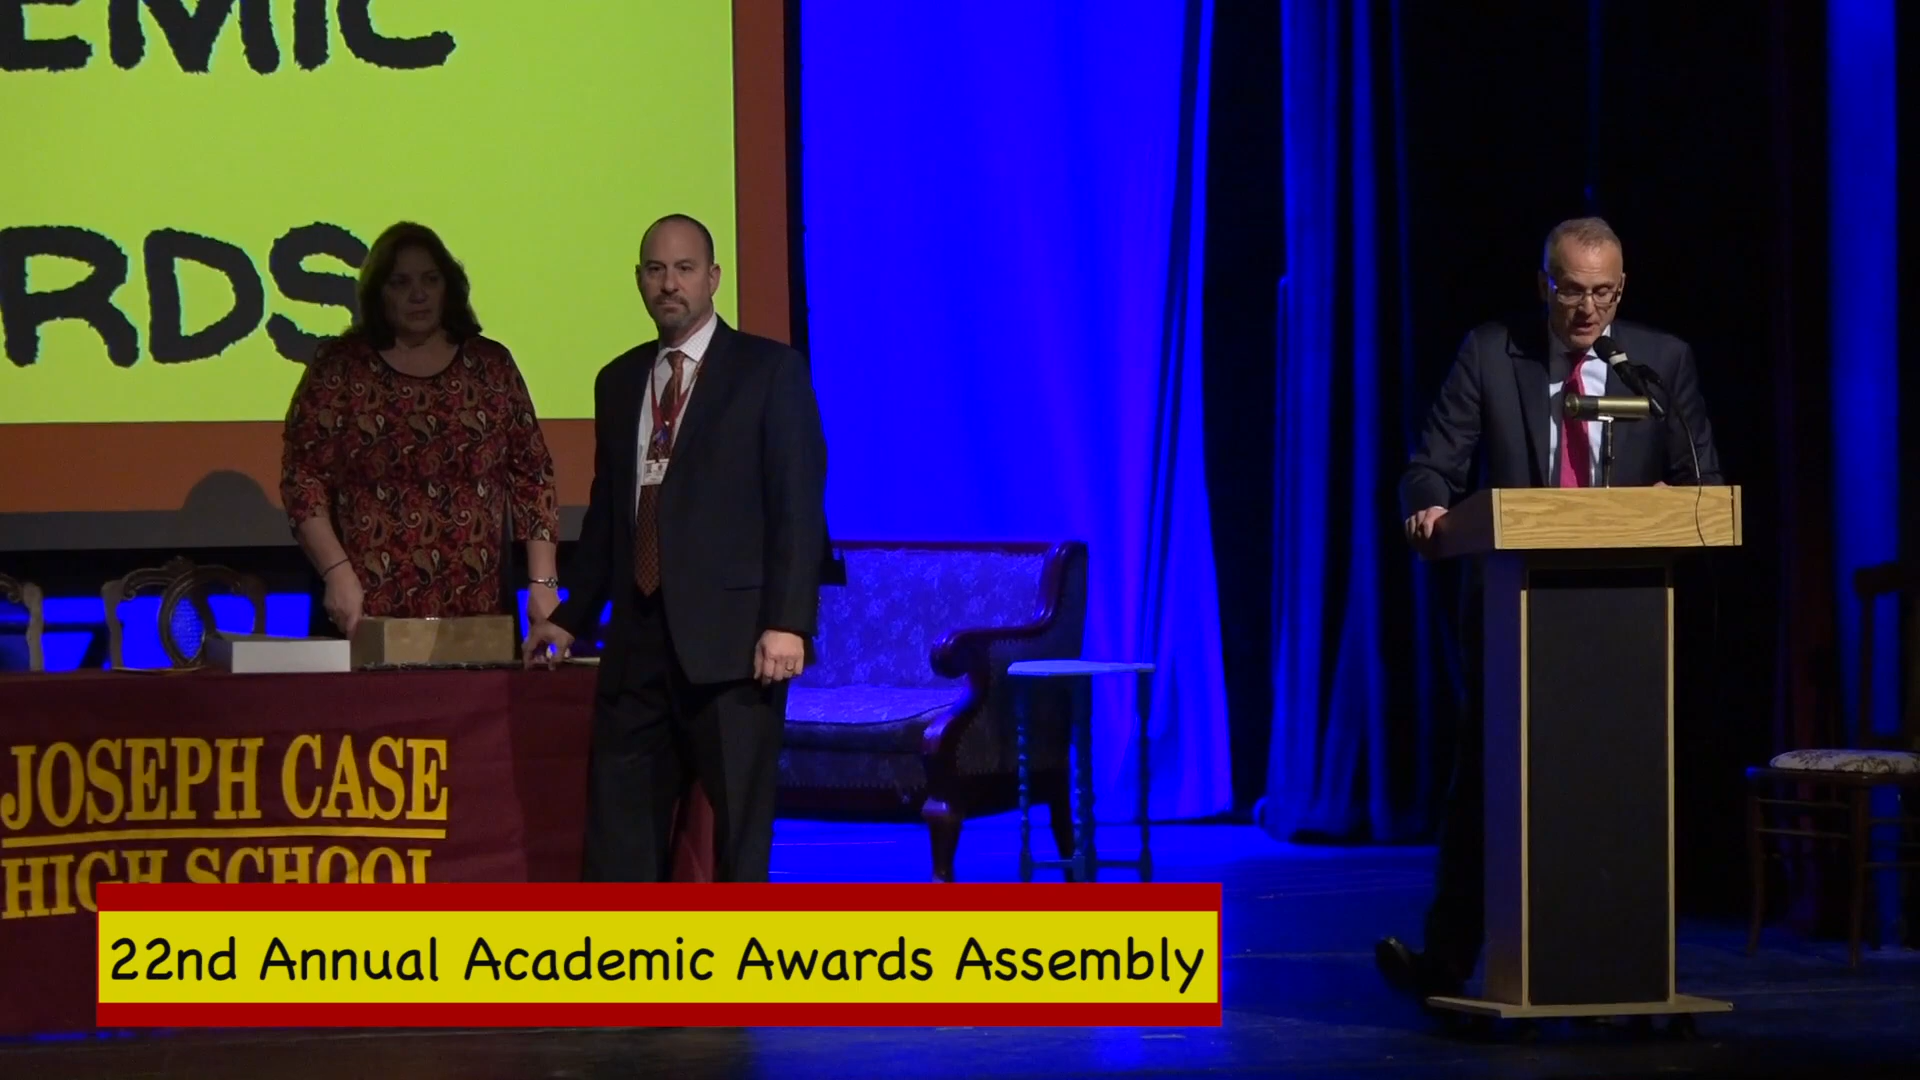 EMIC
RDS
JOSEPH CASE
HIGH SCHOOL
22nd Annual Academic Awards Assembly